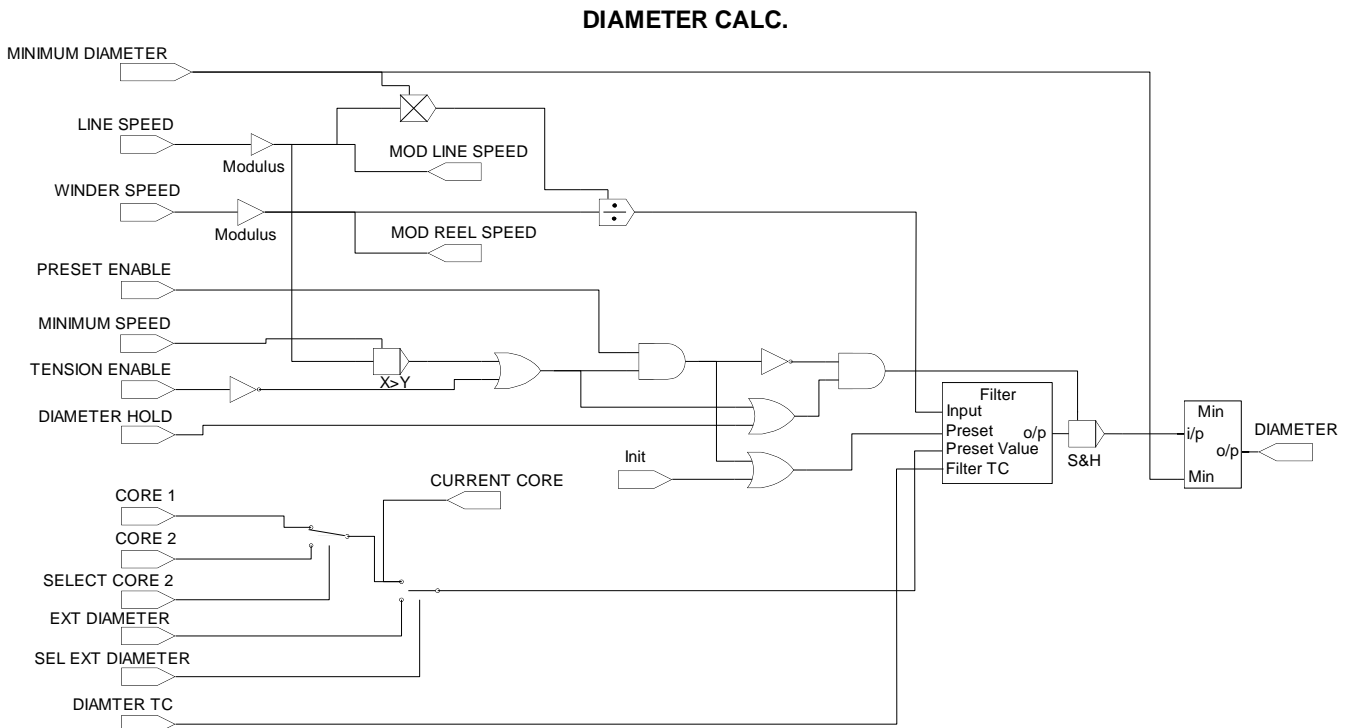 DIAMETER CALC.
MINIMUM DIAMETER
LINE SPEED
Modulus
MOD LINE SPEED
WINDER SPEED
Modulus
MOD REEL SPEED
PRESET ENABLE
MINIMUM SPEED
TENSION ENABLE
X>Y
DIAMETER HOLD
Filter
Input
Preset
o/p
Preset Value
Filter TC
S&H
Min
i/p
o/p
Min
DIAMETER
Init
CURRENT CORE
CORE 1
CORE 2
SELECT CORE 2
EXT DIAMETER
SEL EXT DIAMETER
DIAMTER TC